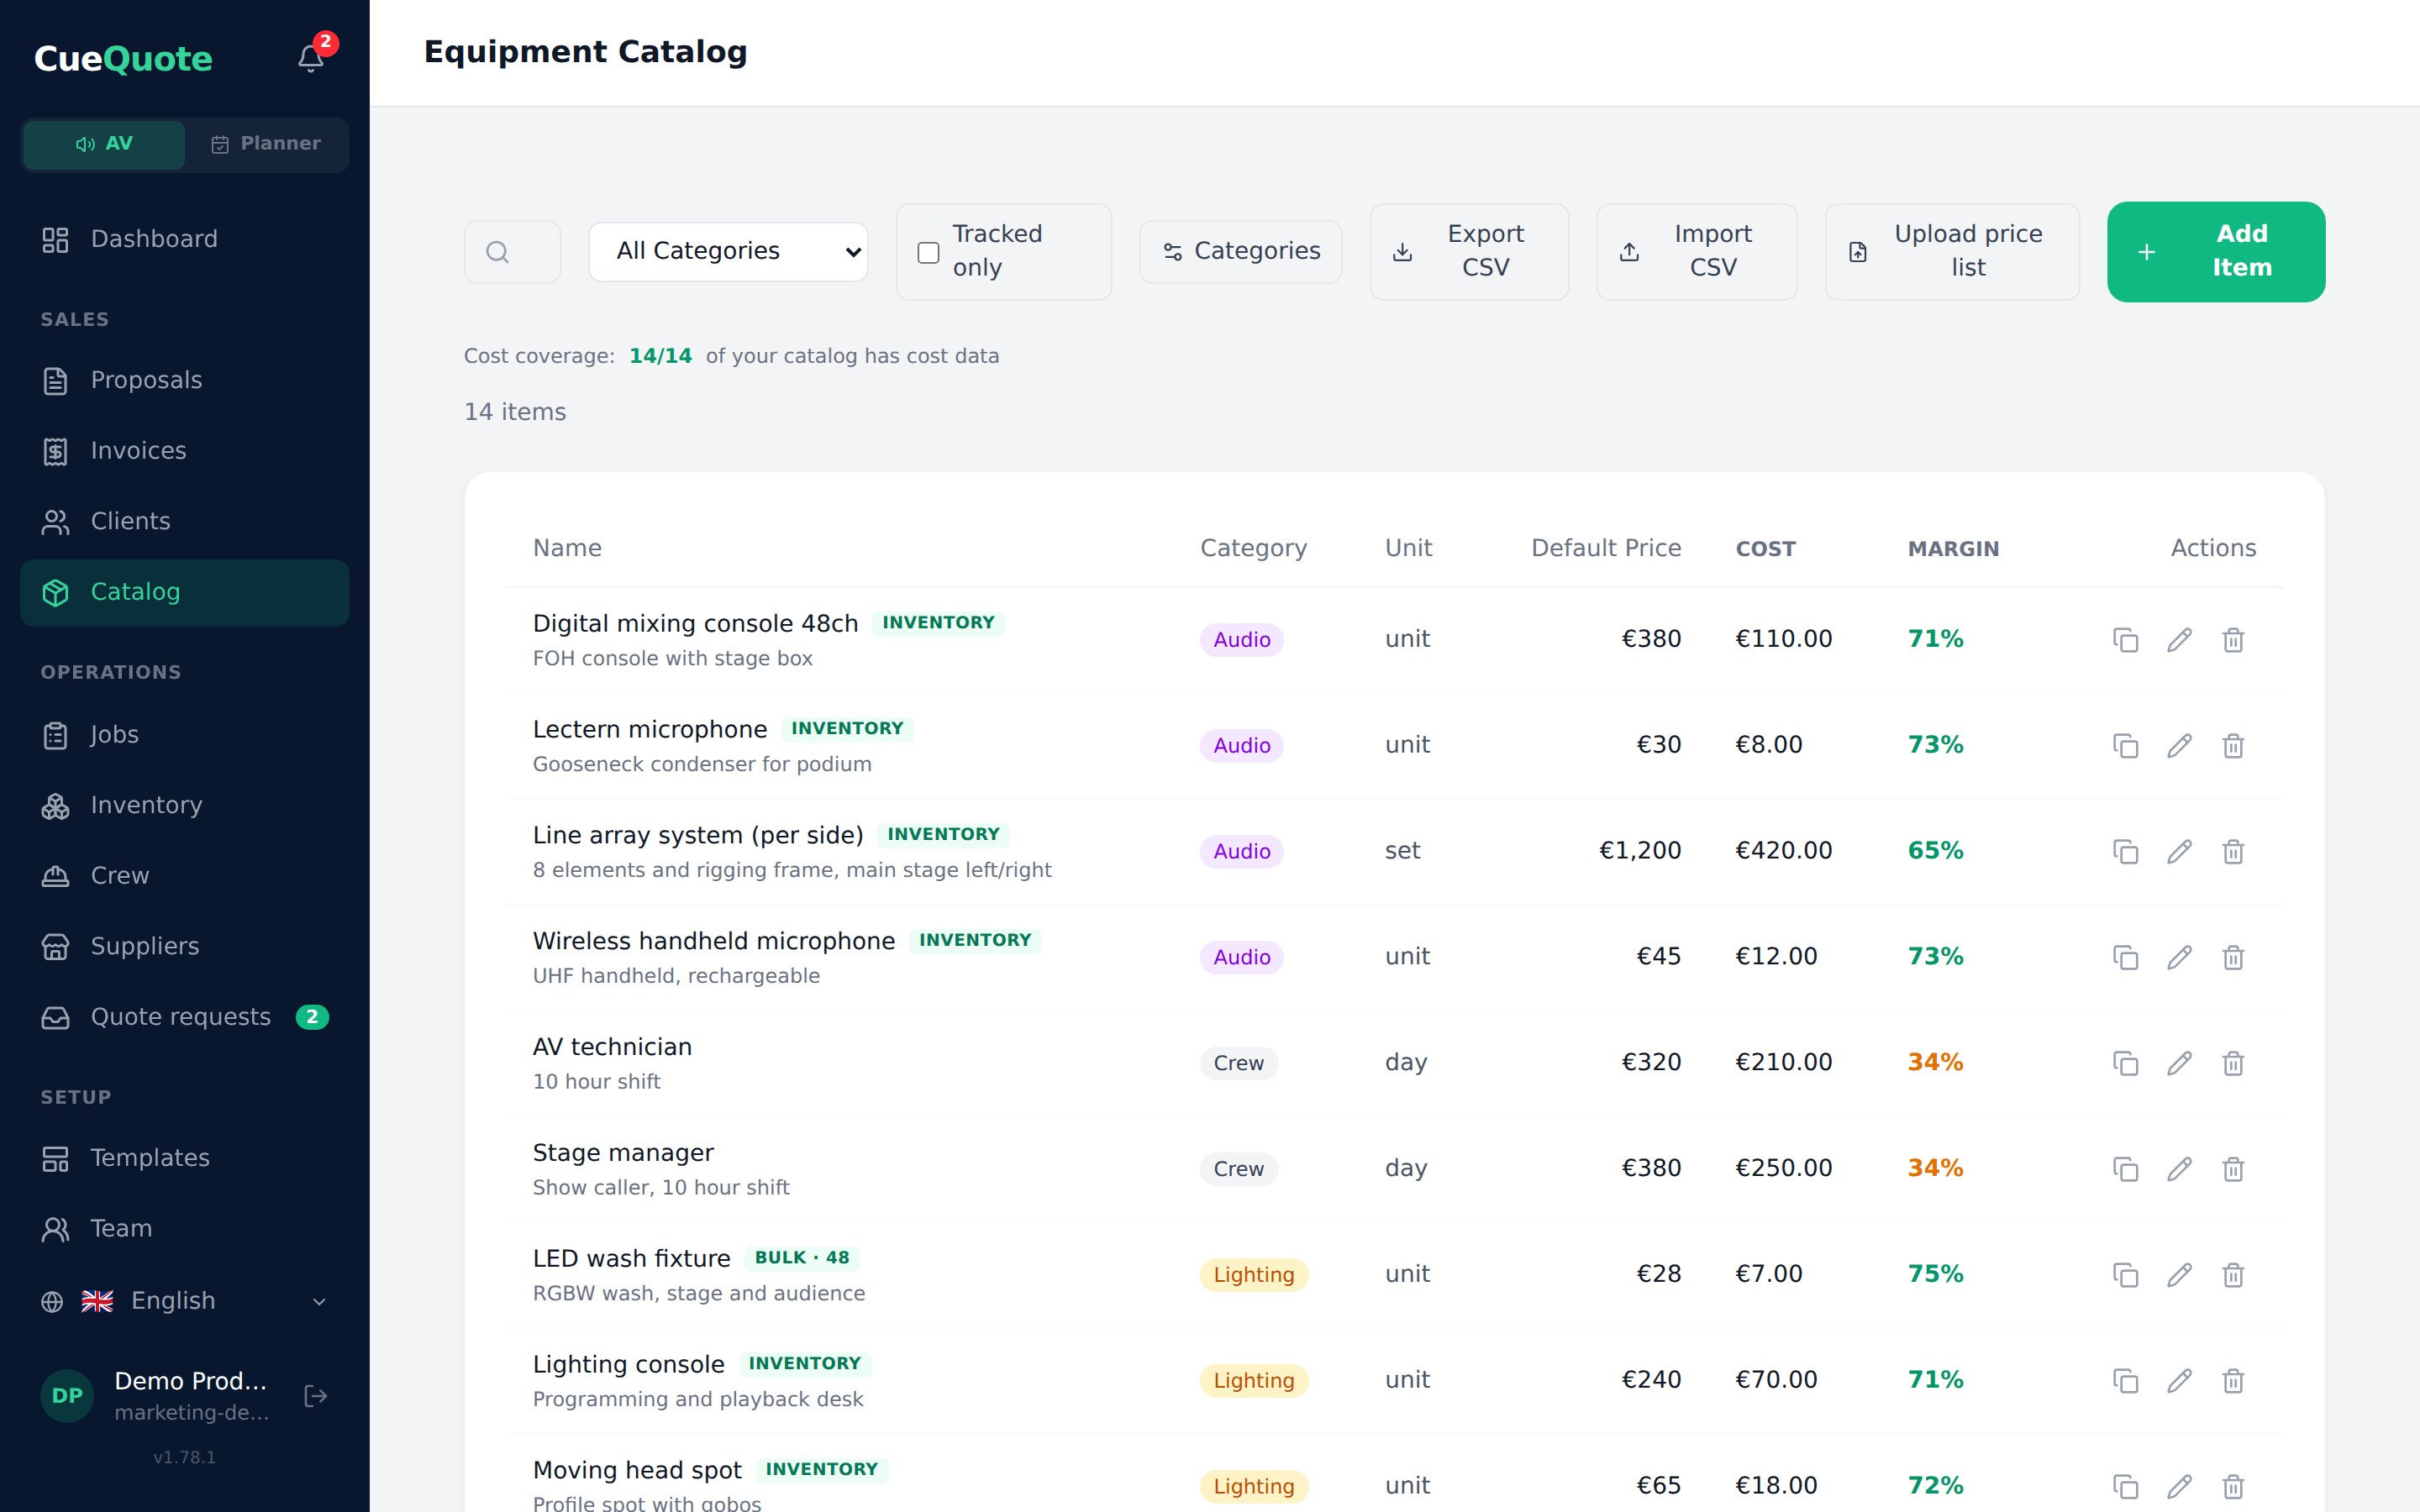 CueQuote
2
AV
Planner
Dashboard
SALES
Proposals
Invoices
Clients
Catalog
OPERATIONS
Jobs
Inventory
Crew
Suppliers
Quote requests 2
SETUP
Templates
Team
🇬🇧 English
DP
Demo Prod...
marketing-de...
v1.78.1
Equipment Catalog
All Categories
Tracked
only
Categories
Export
CSV
Import
CSV
Upload price
list
Add
Item
Cost coverage: 14/14 of your catalog has cost data
14 items
Name Category Unit Default Price COST MARGIN Actions
Digital mixing console 48ch INVENTORY
FOH console with stage box
Audio unit €380 €110.00 71%
Lectern microphone INVENTORY
Gooseneck condenser for podium
Audio unit €30 €8.00 73%
Line array system (per side) INVENTORY
8 elements and rigging frame, main stage left/right
Audio set €1,200 €420.00 65%
Wireless handheld microphone INVENTORY
UHF handheld, rechargeable
Audio unit €45 €12.00 73%
AV technician
10 hour shift
Crew day €320 €210.00 34%
Stage manager
Show caller, 10 hour shift
Crew day €380 €250.00 34%
LED wash fixture BULK · 48
RGBW wash, stage and audience
Lighting unit €28 €7.00 75%
Lighting console INVENTORY
Programming and playback desk
Lighting unit €240 €70.00 71%
Moving head spot INVENTORY
Profile spot with gobos
Lighting unit €65 €18.00 72%